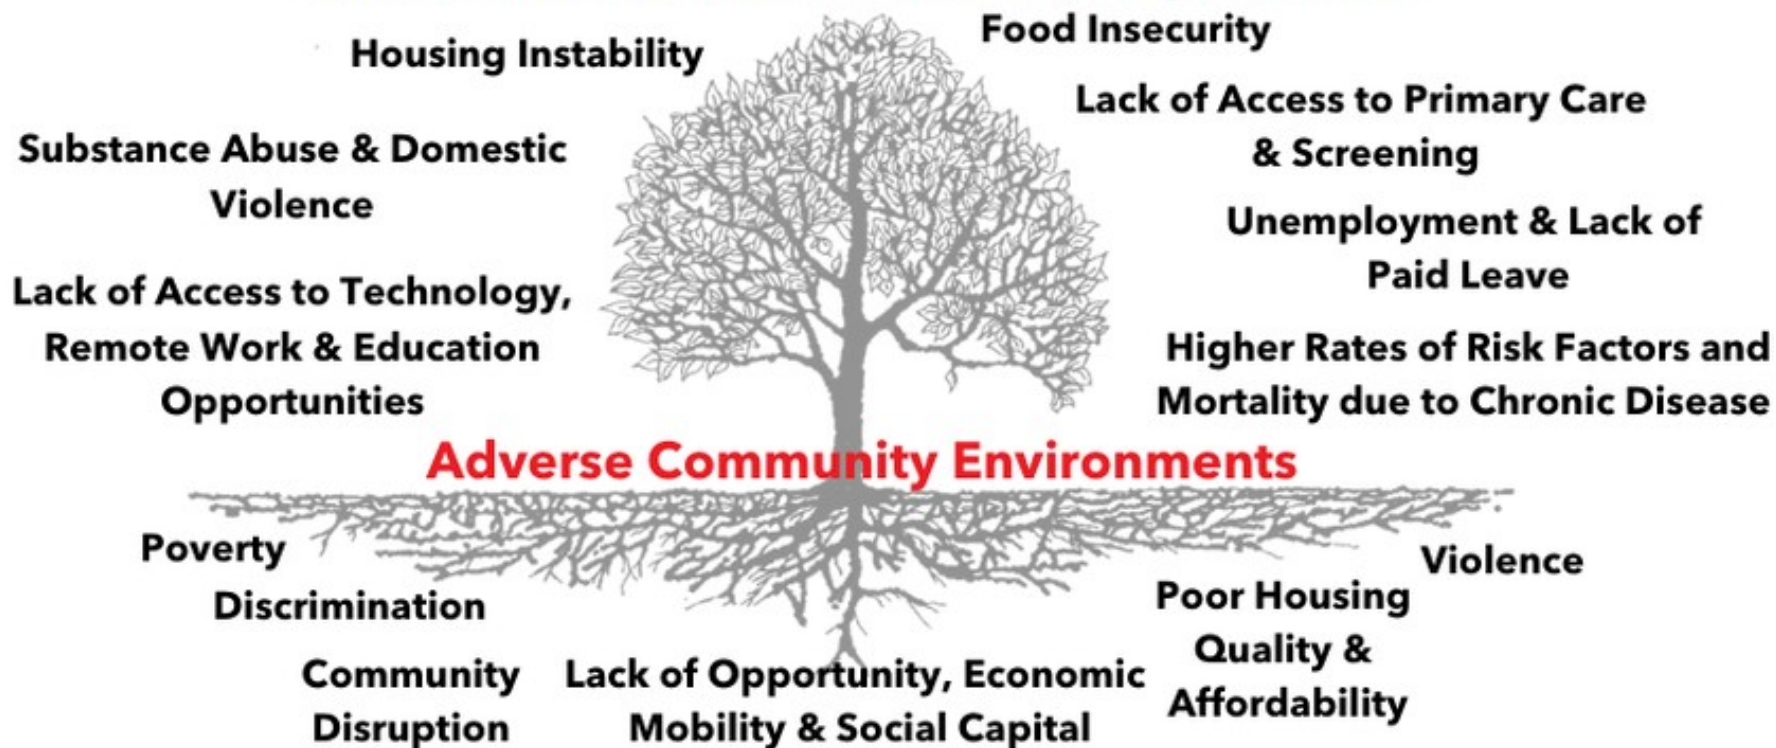 Housing Instability
Food Insecurity
Substance Abuse & Domestic
Violence
Lack of Access to Primary Care
& Screening
Unemployment & Lack of
Paid Leave
Lack of Access to Technology,
Remote Work & Education
Opportunities
Higher Rates of Risk Factors and
Mortality due to Chronic Disease
Adverse Community Environments
Poverty
Discrimination
Community
Disruption
Lack of Opportunity, Economic
Mobility & Social Capital
Poor Housing
Quality &
Affordability
Violence